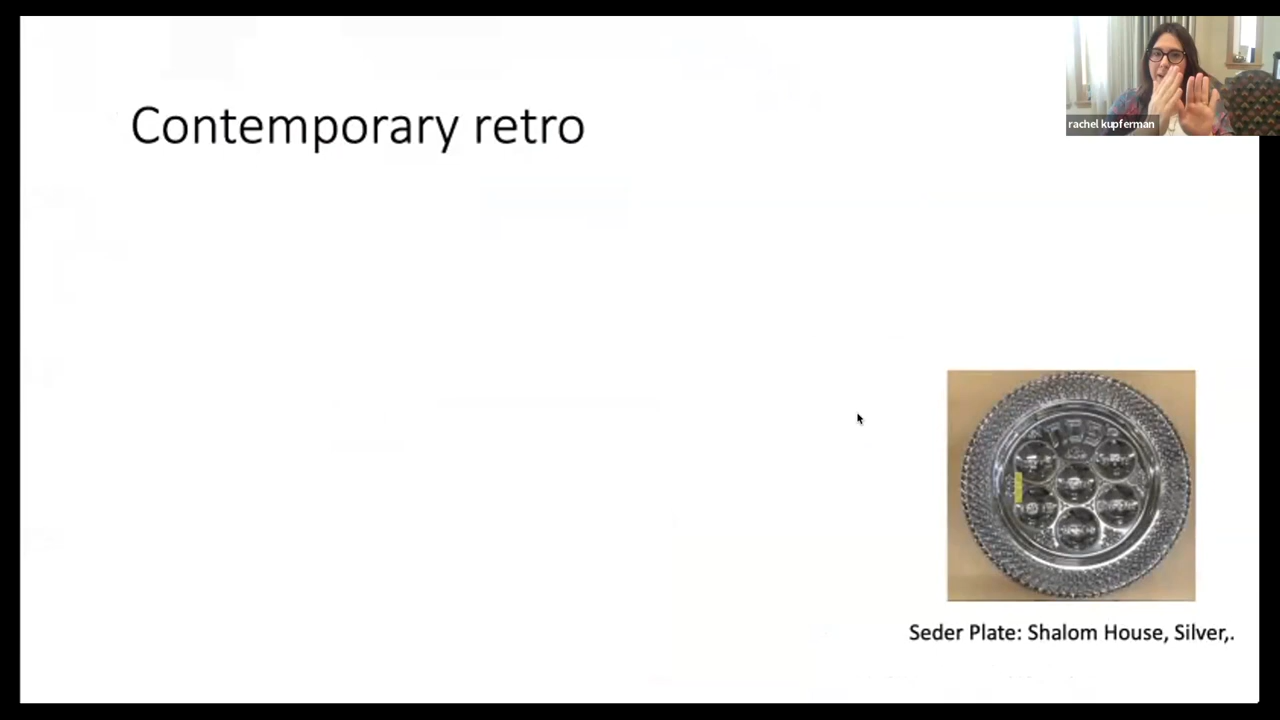 Contemporary retro
rachel kupferman
Seder Plate: Shalom House, Silver,.